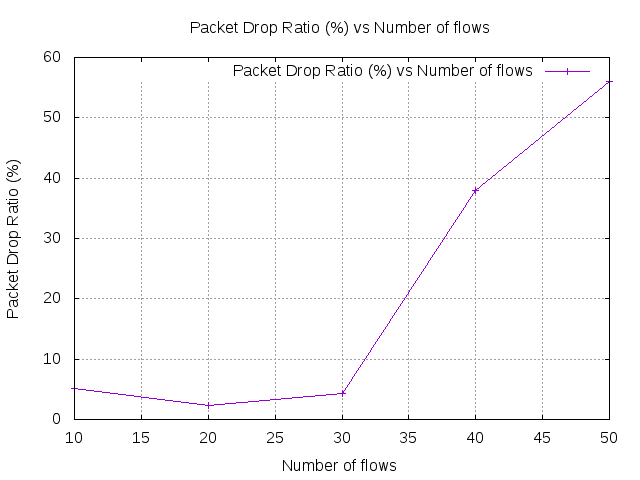 Packet Drop Ratio (%) vs Number of flows
Packet Drop Ratio (%) vs Number of flows
Packet Drop Ratio (%)
60
50
40
30
20
10
0
10 15 20 25 30 35 40 45 50
Number of flows